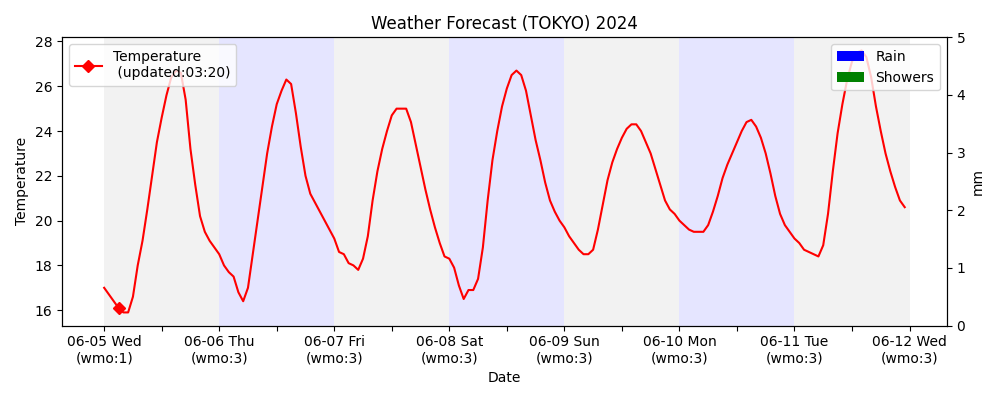 Weather Forecast (TOKYO) 2024
Temperature
(updated:03:20)
Rain
Showers
28
26
24
22
20
18
16
Temperature
5
4
3
2
1
0
mm
06-05 Wed
(wmo:1)
06-06 Thu
(wmo:3)
06-07 Fri
(wmo:3)
06-08 Sat
(wmo:3)
06-09 Sun
(wmo:3)
06-10 Mon
(wmo:3)
06-11 Tue
(wmo:3)
06-12 Wed
(wmo:3)
Date